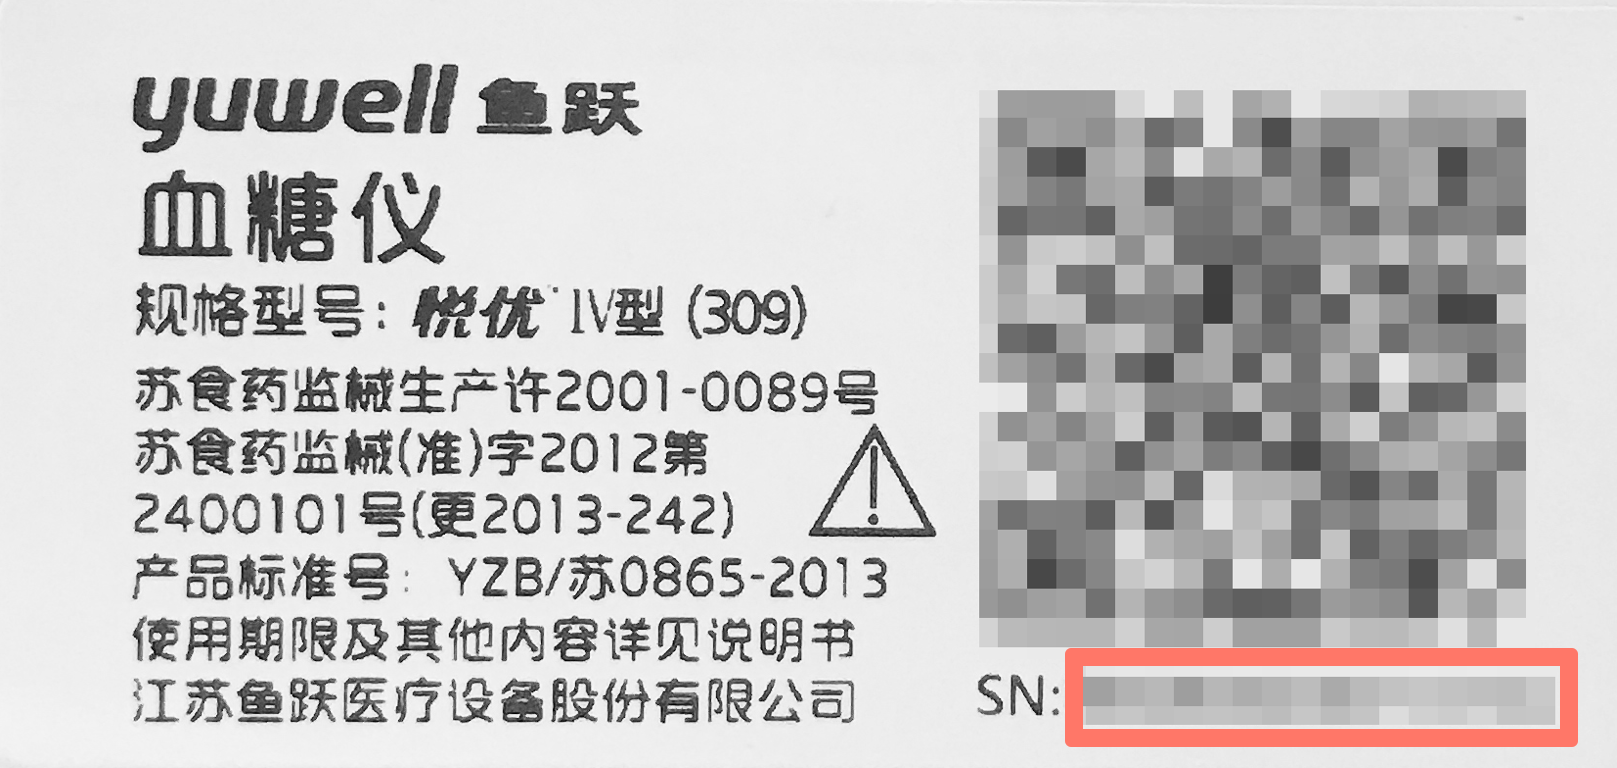 yuwell 鱼跃
血糖仪
规格型号：悦优 IV型 (309)
苏食药监械生产许2001-0089号
苏食药监械(准)字2012第
2400101号(更2013-242)
产品标准号：YZB/苏0865-2013
使用期限及其他内容详见说明书
江苏鱼跃医疗设备股份有限公司
SN: